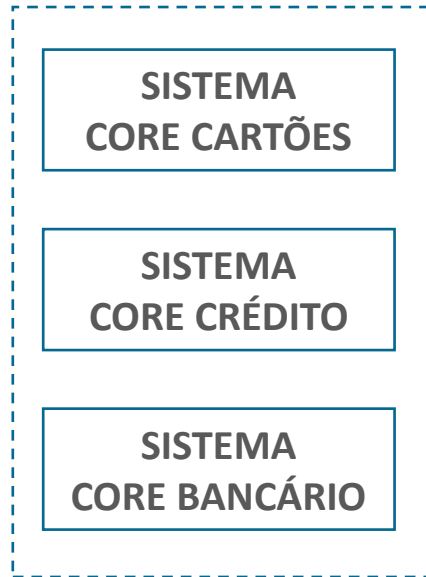 SISTEMA
CORE CARTÕES
SISTEMA
CORE CRÉDITO
SISTEMA
CORE BANCÁRIO